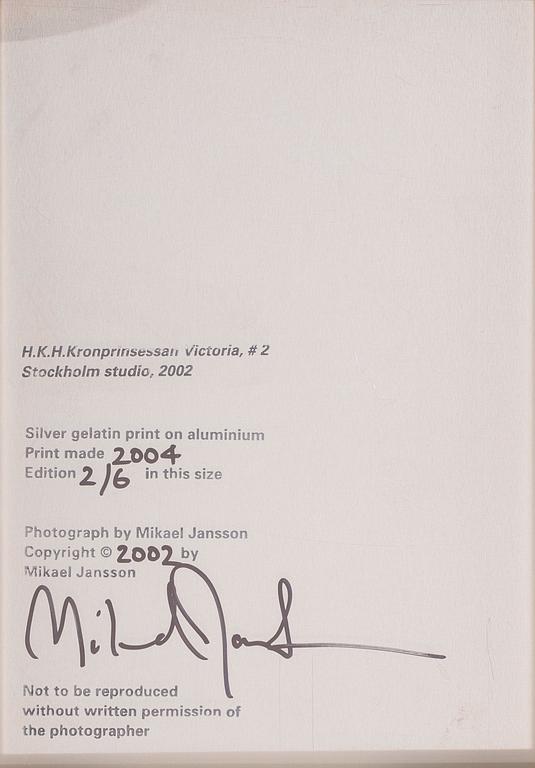 H.K.H.Kronprinsessan Victoria, # 2
Stockholm studio, 2002
Silver gelatin print on aluminium
Print made 2004
Edition 2/6 in this size
Photograph by Mikael Jansson
Copyright © 2002 by
Mikael Jansson
Mikael Jansson
Not to be reproduced
without written permission of
the photographer